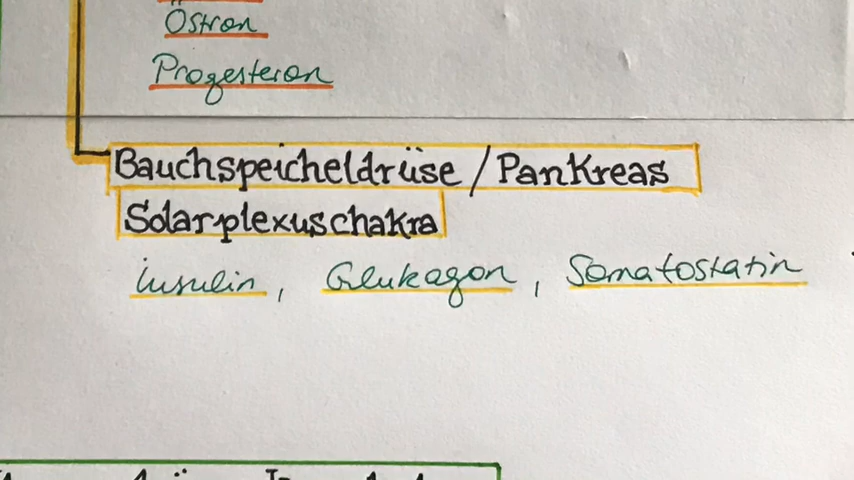 Östron
Progesteron
Bauchspeicheldrüse / Pankreas
Solarplexuschakra
insulin, Glukagon, Somatostatin